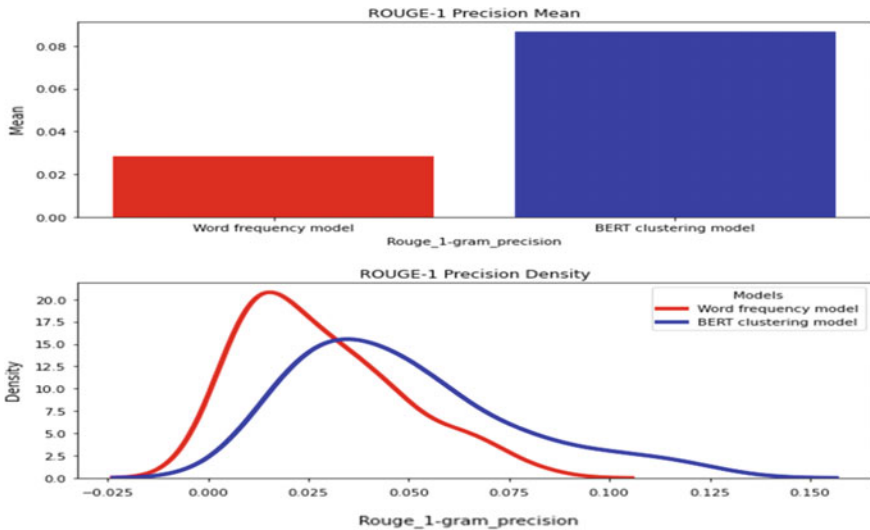 ROUGE-1 Precision Mean
0.08
0.06
0.04
0.02
0.00
Mean
Word frequency model BERT clustering model
Rouge_1-gram_precision
ROUGE-1 Precision Density
20.0
17.5
15.0
12.5
10.0
7.5
5.0
2.5
0.0
Density
Models
Word frequency model
BERT clustering model
−0.025 0.000 0.025 0.050 0.075 0.100 0.125 0.150
Rouge_1-gram_precision